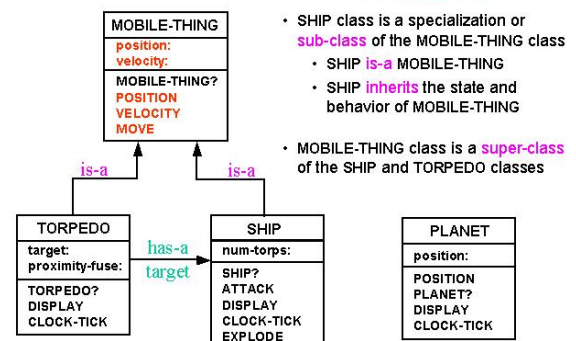 MOBILE-THING
position:
velocity:
MOBILE-THING?
POSITION
VELOCITY
MOVE
• SHIP class is a specialization or
sub-class of the MOBILE-THING class
• SHIP is-a MOBILE-THING
• SHIP inherits the state and
behavior of MOBILE-THING
• MOBILE-THING class is a super-class
of the SHIP and TORPEDO classes
is-a
is-a
TORPEDO
target:
proximity-fuse:
TORPEDO?
DISPLAY
CLOCK-TICK
has-a
target
SHIP
num-torps:
SHIP?
ATTACK
DISPLAY
CLOCK-TICK
EXPLODE
PLANET
position:
POSITION
PLANET?
DISPLAY
CLOCK-TICK